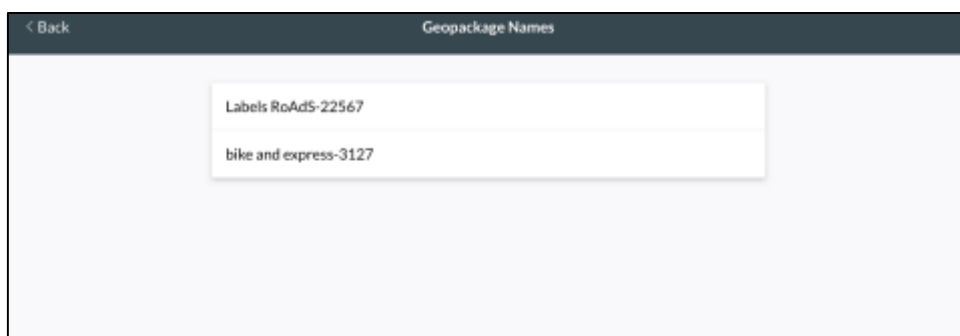 < Back
Geopackage Names
Labels RoAdS-22567
bike and express-3127